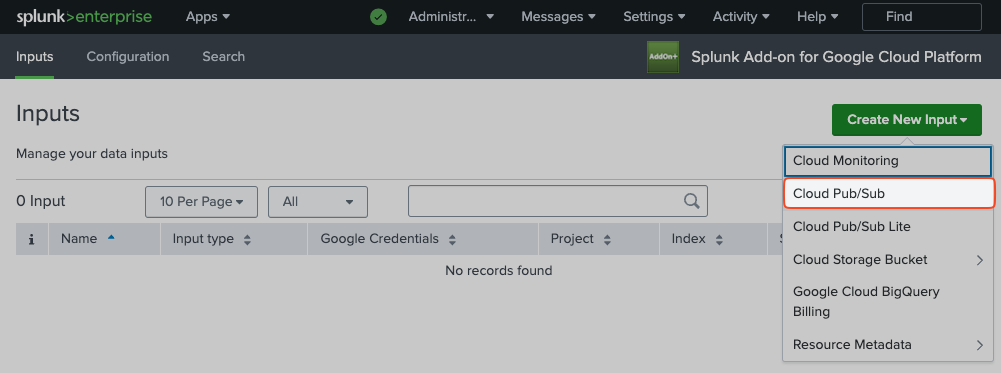 splunk>enterprise Apps Administr... Messages Settings Activity Help Find
Inputs Configuration Search AddOn+ Splunk Add-on for Google Cloud Platform
Inputs
Create New Input
Manage your data inputs
Cloud Monitoring
0 Input 10 Per Page All
Cloud Pub/Sub
Cloud Pub/Sub Lite
i Name Input type Google Credentials Project Index
Cloud Storage Bucket
No records found
Google Cloud BigQuery
Billing
Resource Metadata